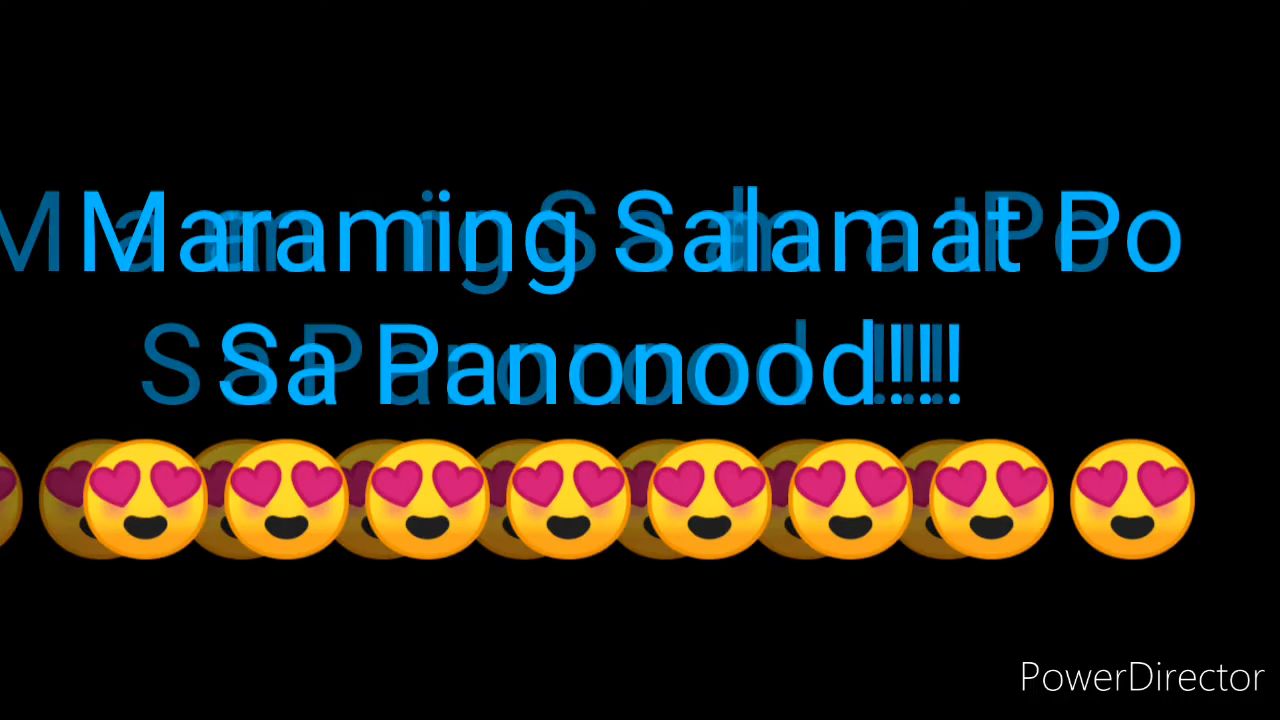 Maraming Salamat Po
Sa Panonood!!!!
😍😍😍😍😍😍😍😍
PowerDirector